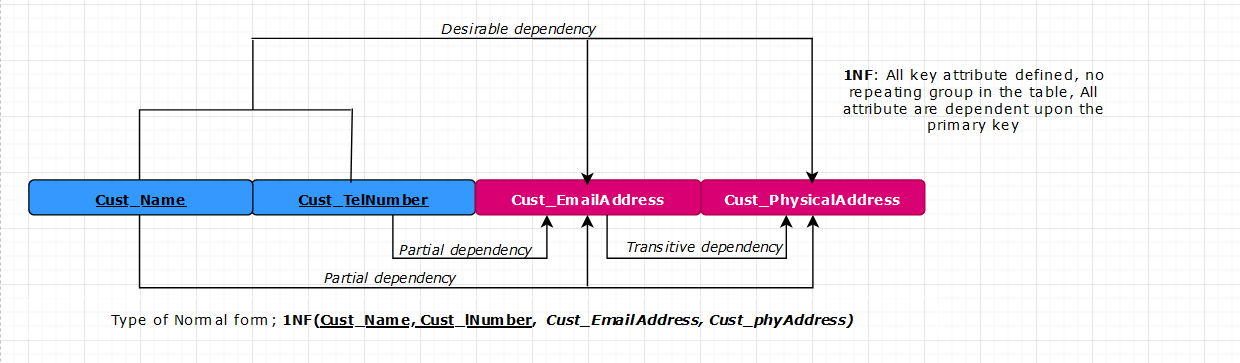 Desirable dependency
1NF: All key attribute defined, no
repeating group in the table, All
attribute are dependent upon the
primary key
Cust_Name
Cust_TelNumber
Cust_EmailAddress
Cust_PhysicalAddress
Partial dependency
Transitive dependency
Partial dependency
Type of Normal form; 1NF(Cust_Name, Cust_lNumber, Cust_EmailAddress, Cust_phyAddress)